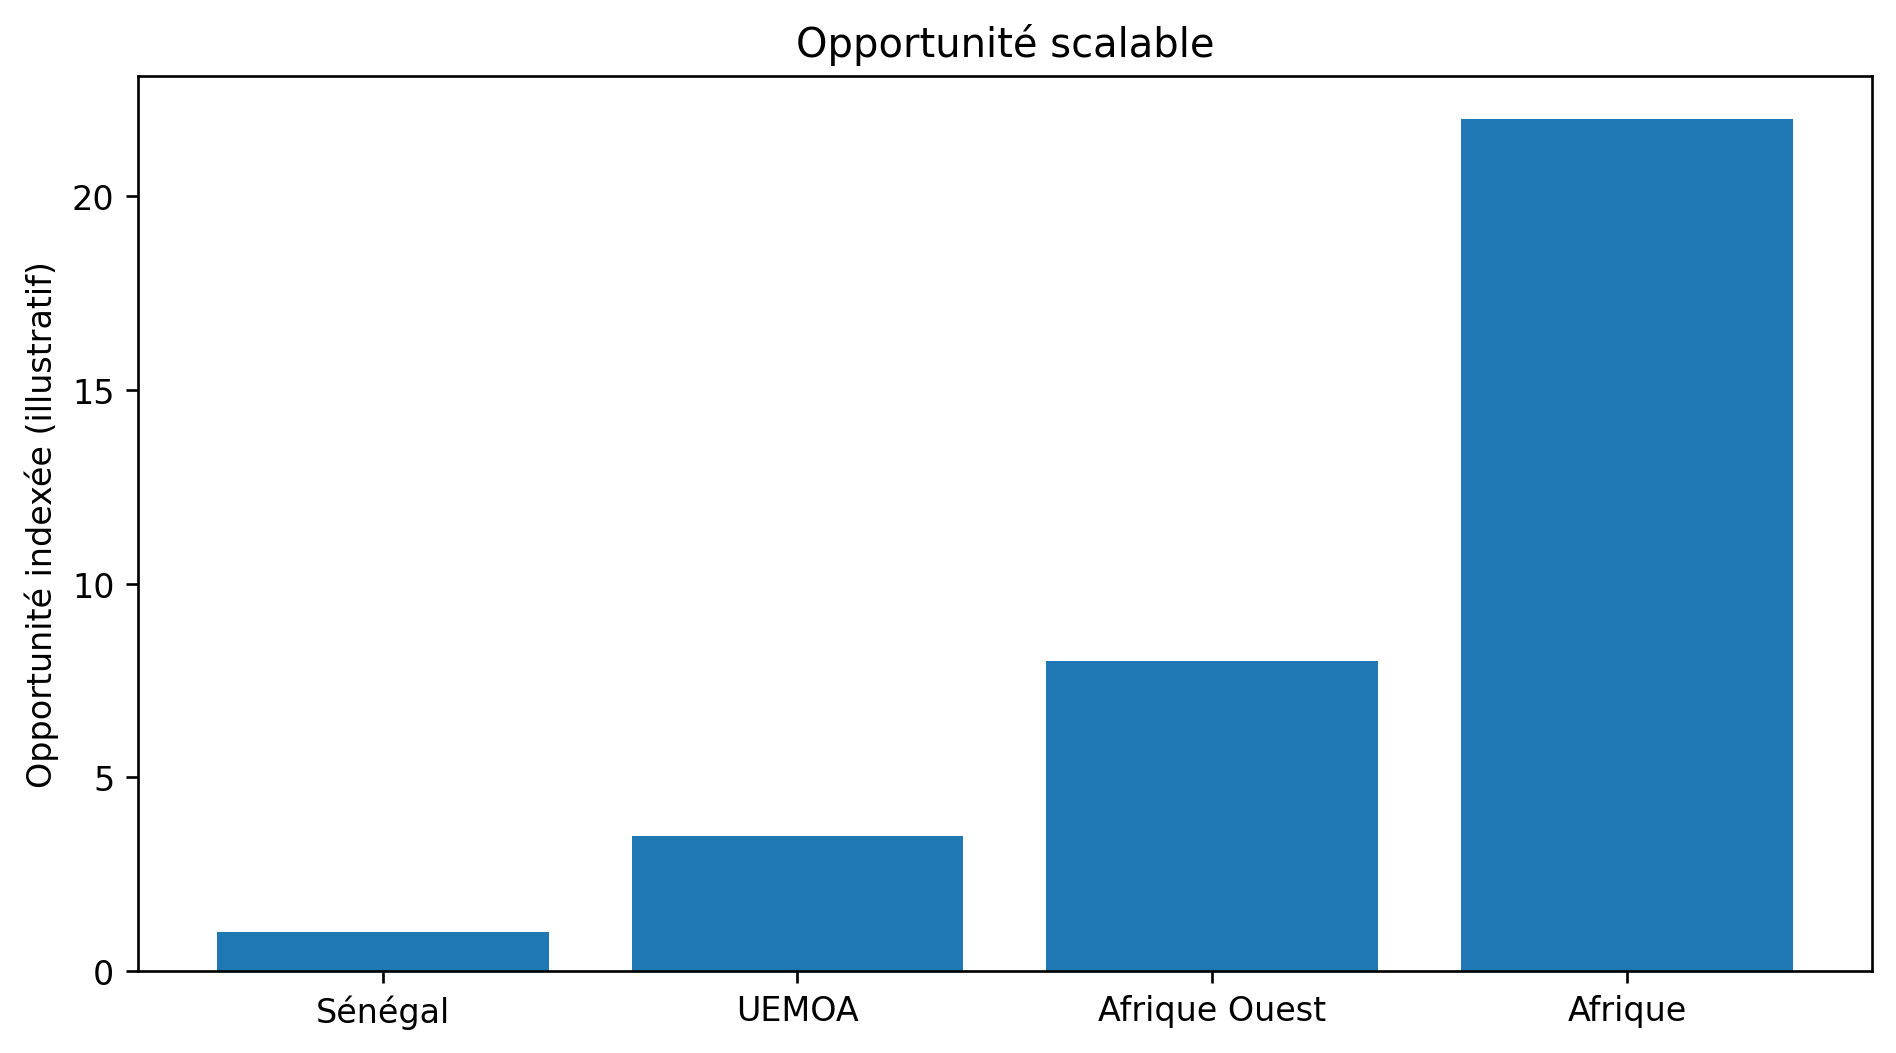 Opportunité scalable
Opportunité indexée (illustratif)
20
15
10
5
0
Sénégal
UEMOA
Afrique Ouest
Afrique